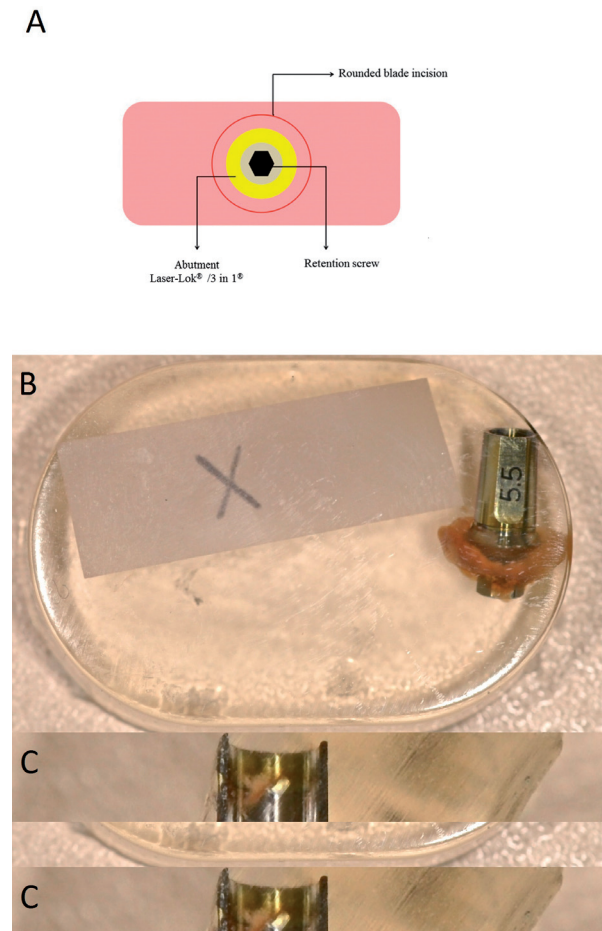 A
Rounded blade incision
Abutment
Laser-Lok® /3 in 1®
Retention screw
B
X
5.5
C
C